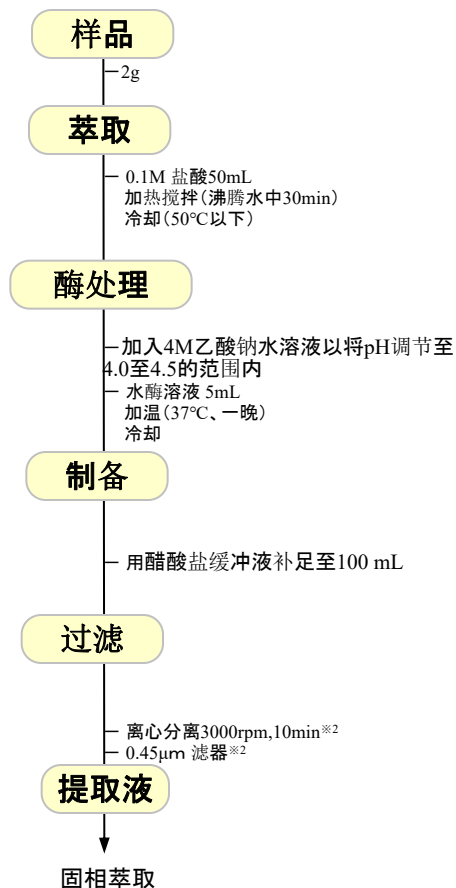 样品
2g
萃取
0.1M 盐酸50mL
加热搅拌(沸腾水中30min)
冷却(50℃以下)
酶处理
加入4M乙酸钠水溶液以将pH调节至
4.0至4.5的范围内
水酶溶液 5mL
加温(37℃、一晚)
冷却
制备
用醋酸盐缓冲液补足至100 mL
过滤
离心分离3000rpm,10min※2
0.45μm 滤器※2
提取液
固相萃取